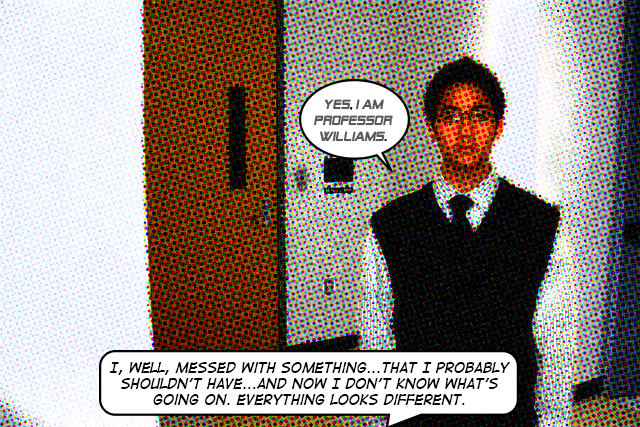 YES, I AM
PROFESSOR
WILLIAMS.
I, WELL, MESSED WITH SOMETHING...THAT I PROBABLY
SHOULDN'T HAVE...AND NOW I DON'T KNOW WHAT'S
GOING ON. EVERYTHING LOOKS DIFFERENT.